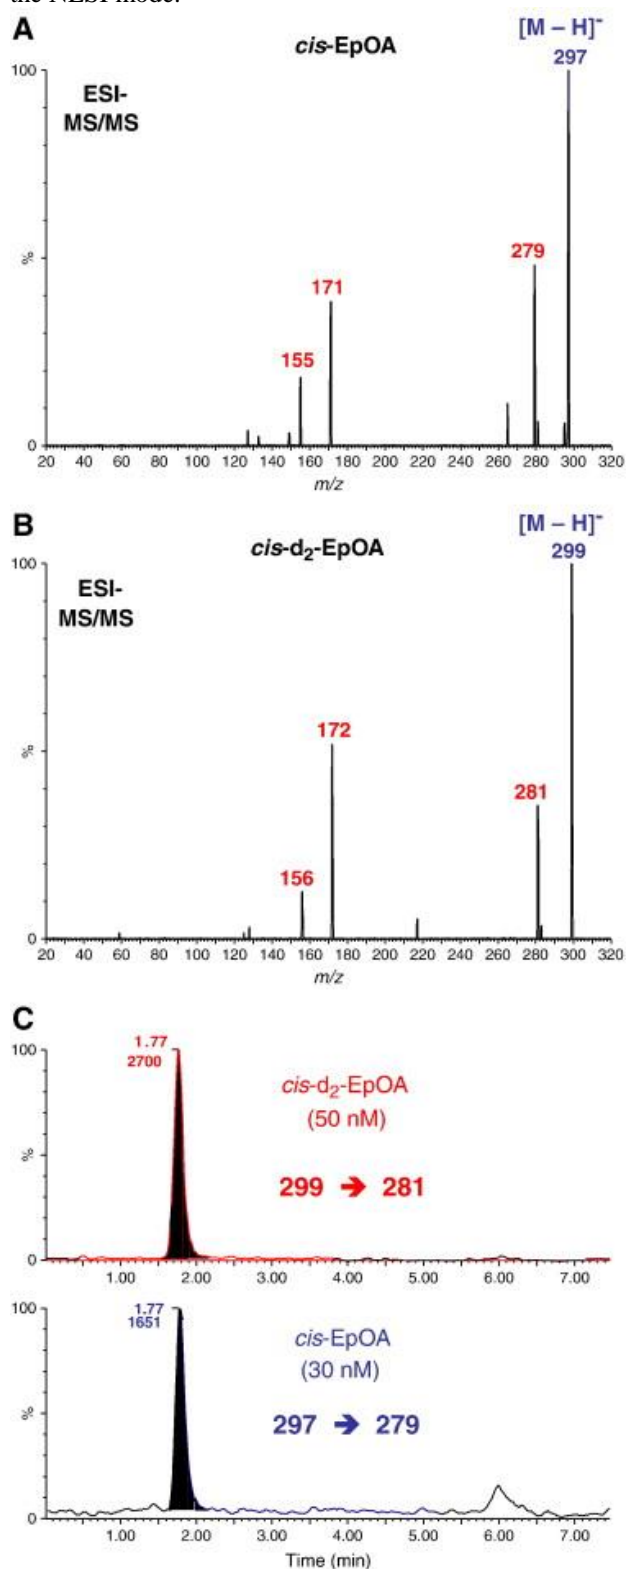 the NESI mode.
A
cis-EpOA
[M – H]-
297
ESI-
MS/MS
100
%
0
279
171
155
20 40 60 80 100 120 140 160 180 200 220 240 260 280 300 320
m/z
B
cis-d2-EpOA
[M – H]-
299
ESI-
MS/MS
100
%
0
172
281
156
20 40 60 80 100 120 140 160 180 200 220 240 260 280 300 320
m/z
C
1.77
2700
100
%
0
cis-d2-EpOA
(50 nM)
299 ➔ 281
1.00 2.00 3.00 4.00 5.00 6.00 7.00
1.77
1651
100
%
0
cis-EpOA
(30 nM)
297 ➔ 279
1.00 2.00 3.00 4.00 5.00 6.00 7.00
Time (min)